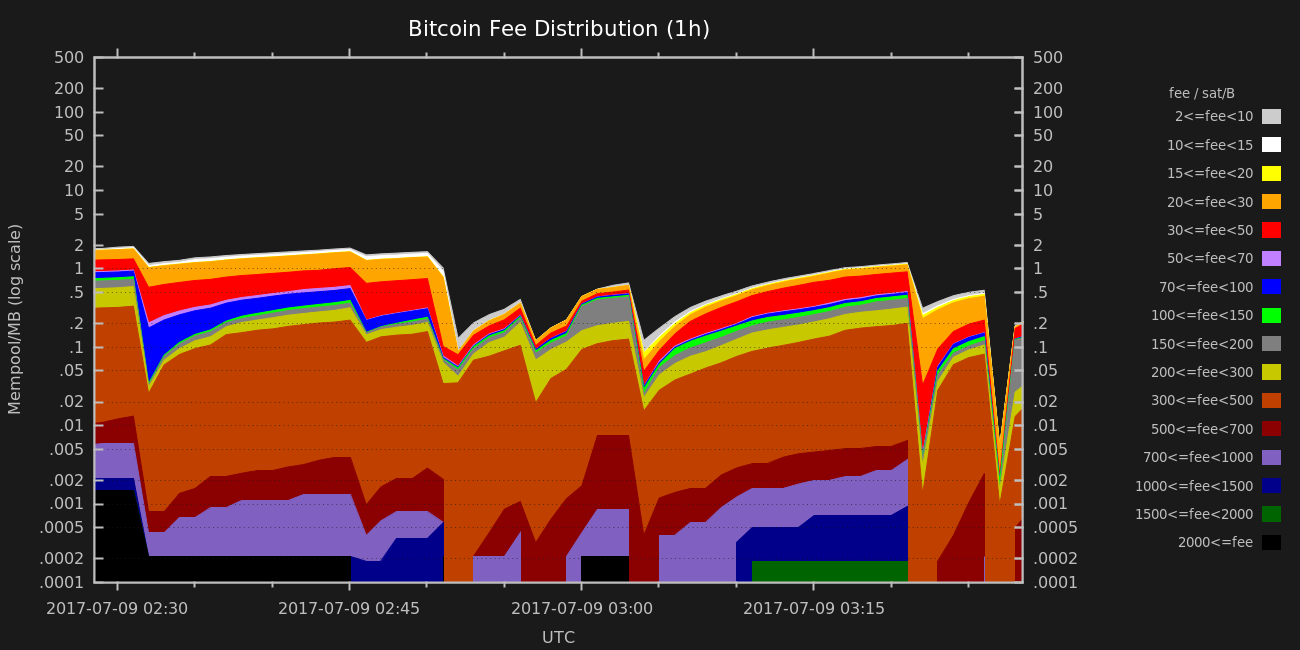 Bitcoin Fee Distribution (1h)
Mempool/MB (log scale)
500
200
100
50
20
10
5
2
1
.5
.2
.1
.05
.02
.01
.005
.002
.001
.0005
.0002
.0001
500
200
100
50
20
10
5
2
1
.5
.2
.1
.05
.02
.01
.005
.002
.001
.0005
.0002
.0001
fee / sat/B
2<=fee<10
10<=fee<15
15<=fee<20
20<=fee<30
30<=fee<50
50<=fee<70
70<=fee<100
100<=fee<150
150<=fee<200
200<=fee<300
300<=fee<500
500<=fee<700
700<=fee<1000
1000<=fee<1500
1500<=fee<2000
2000<=fee
2017-07-09 02:30 2017-07-09 02:45 2017-07-09 03:00 2017-07-09 03:15
UTC